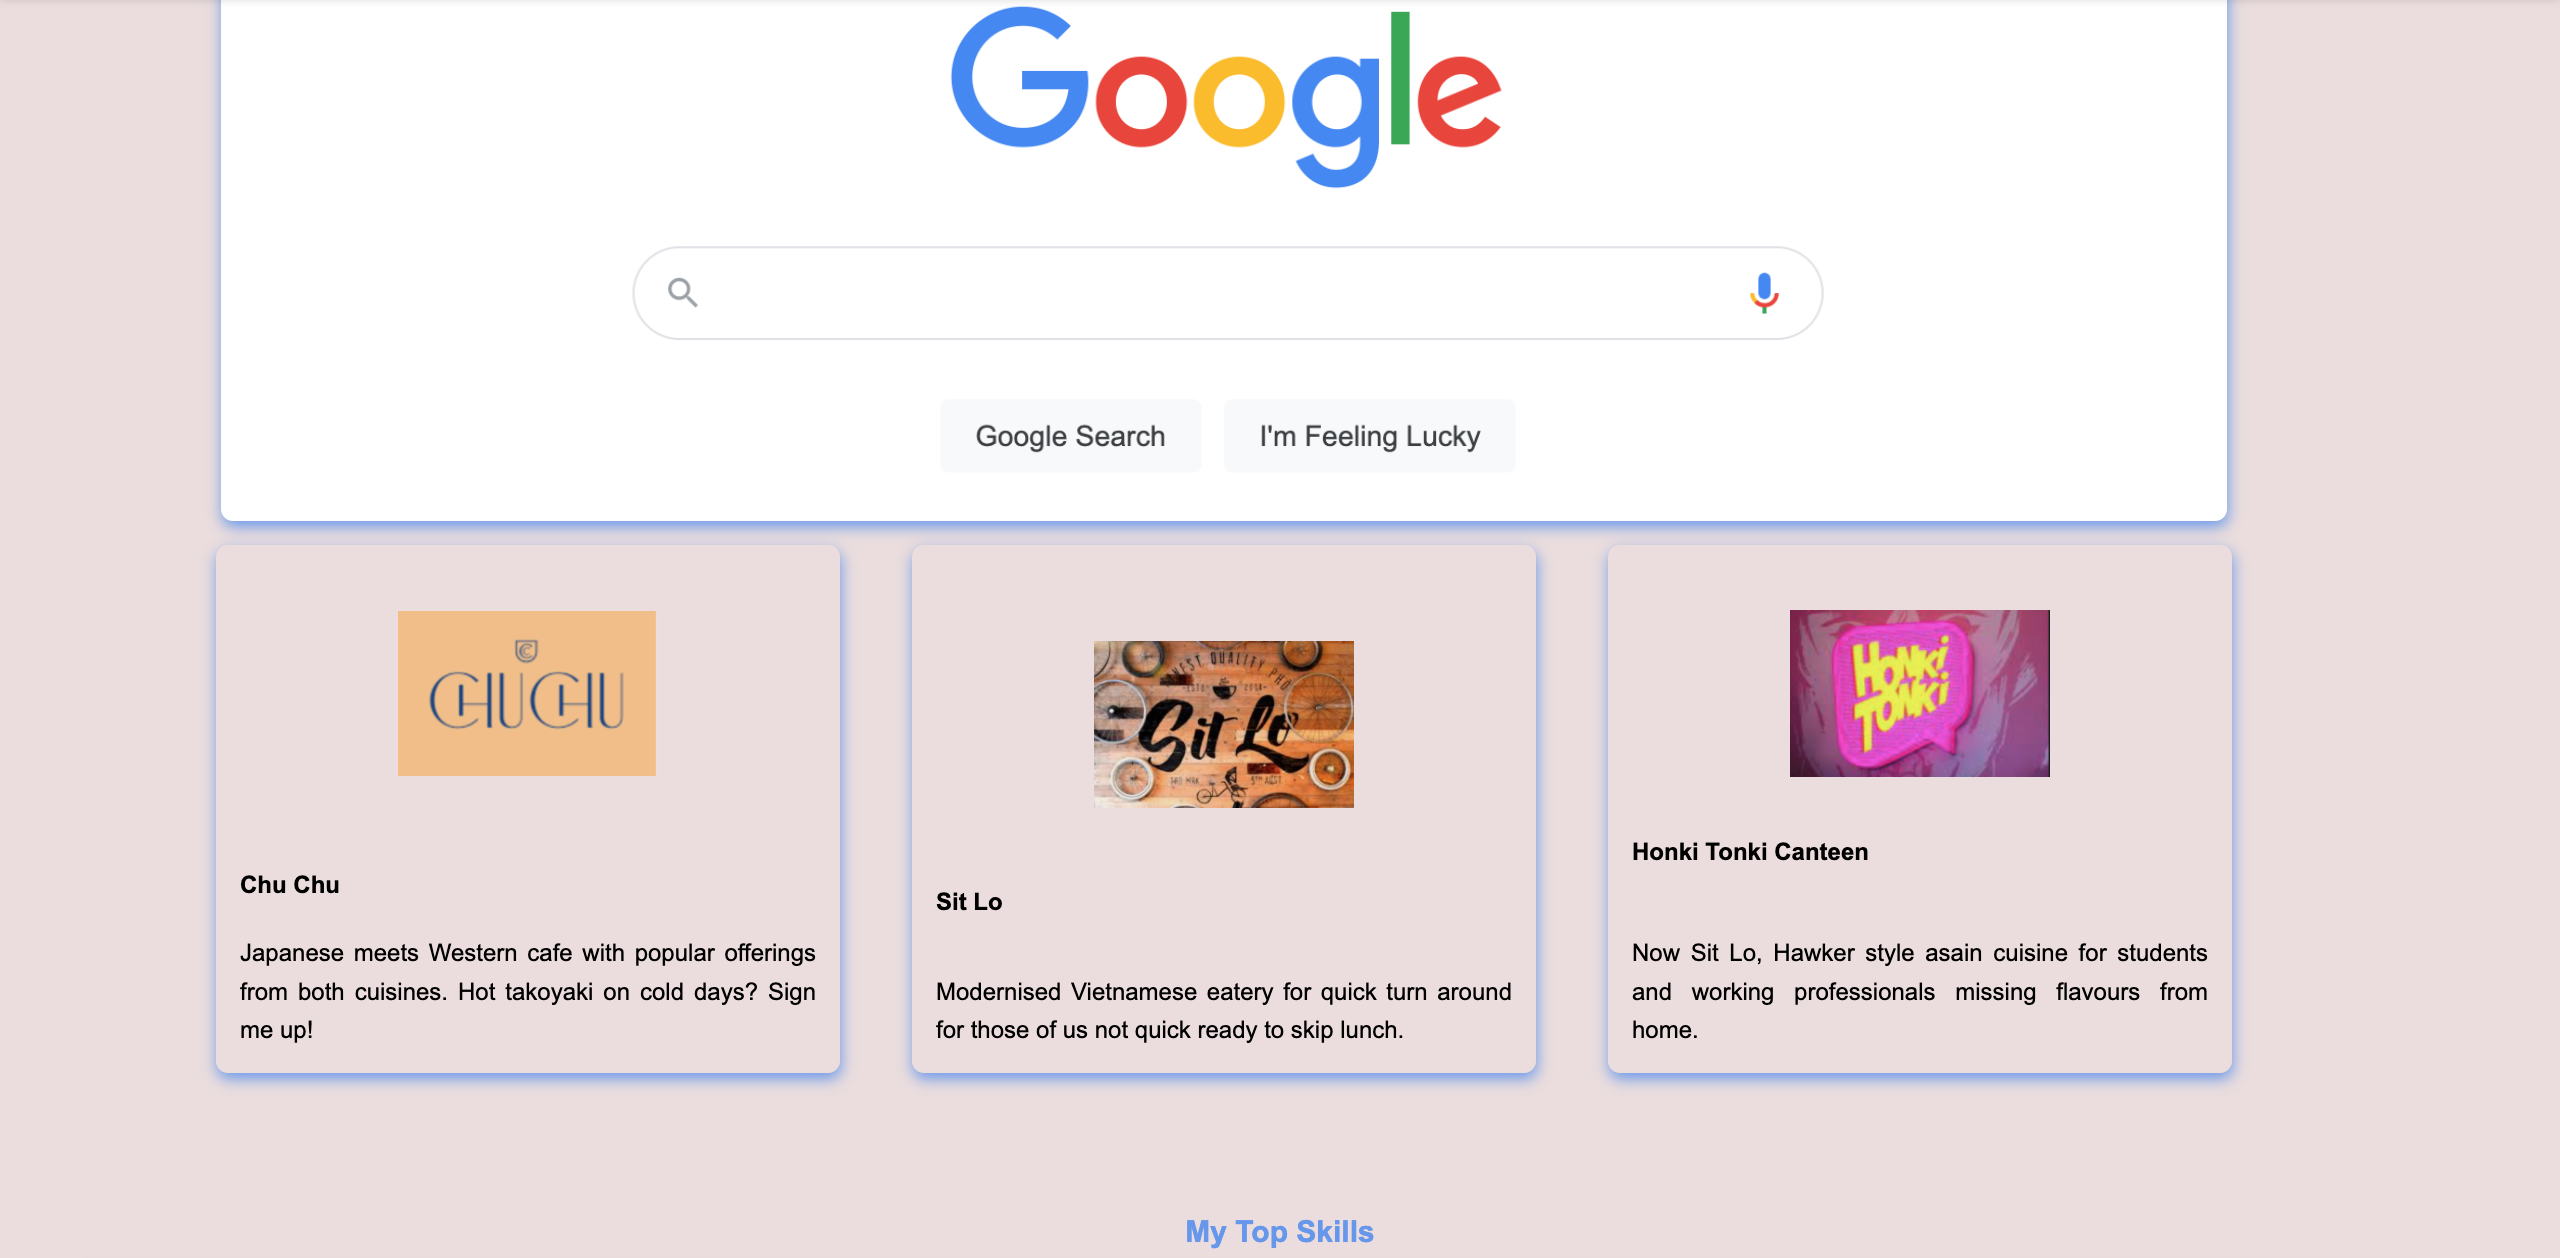 Google
Google Search
I'm Feeling Lucky
CHUCHU
HONKI
TONKI
Sit Lo
Chu Chu
Sit Lo
Honki Tonki Canteen
Japanese meets Western cafe with popular offerings
from both cuisines. Hot takoyaki on cold days? Sign
me up!
Modernised Vietnamese eatery for quick turn around
for those of us not quick ready to skip lunch.
Now Sit Lo, Hawker style asain cuisine for students
and working professionals missing flavours from
home.
My Top Skills